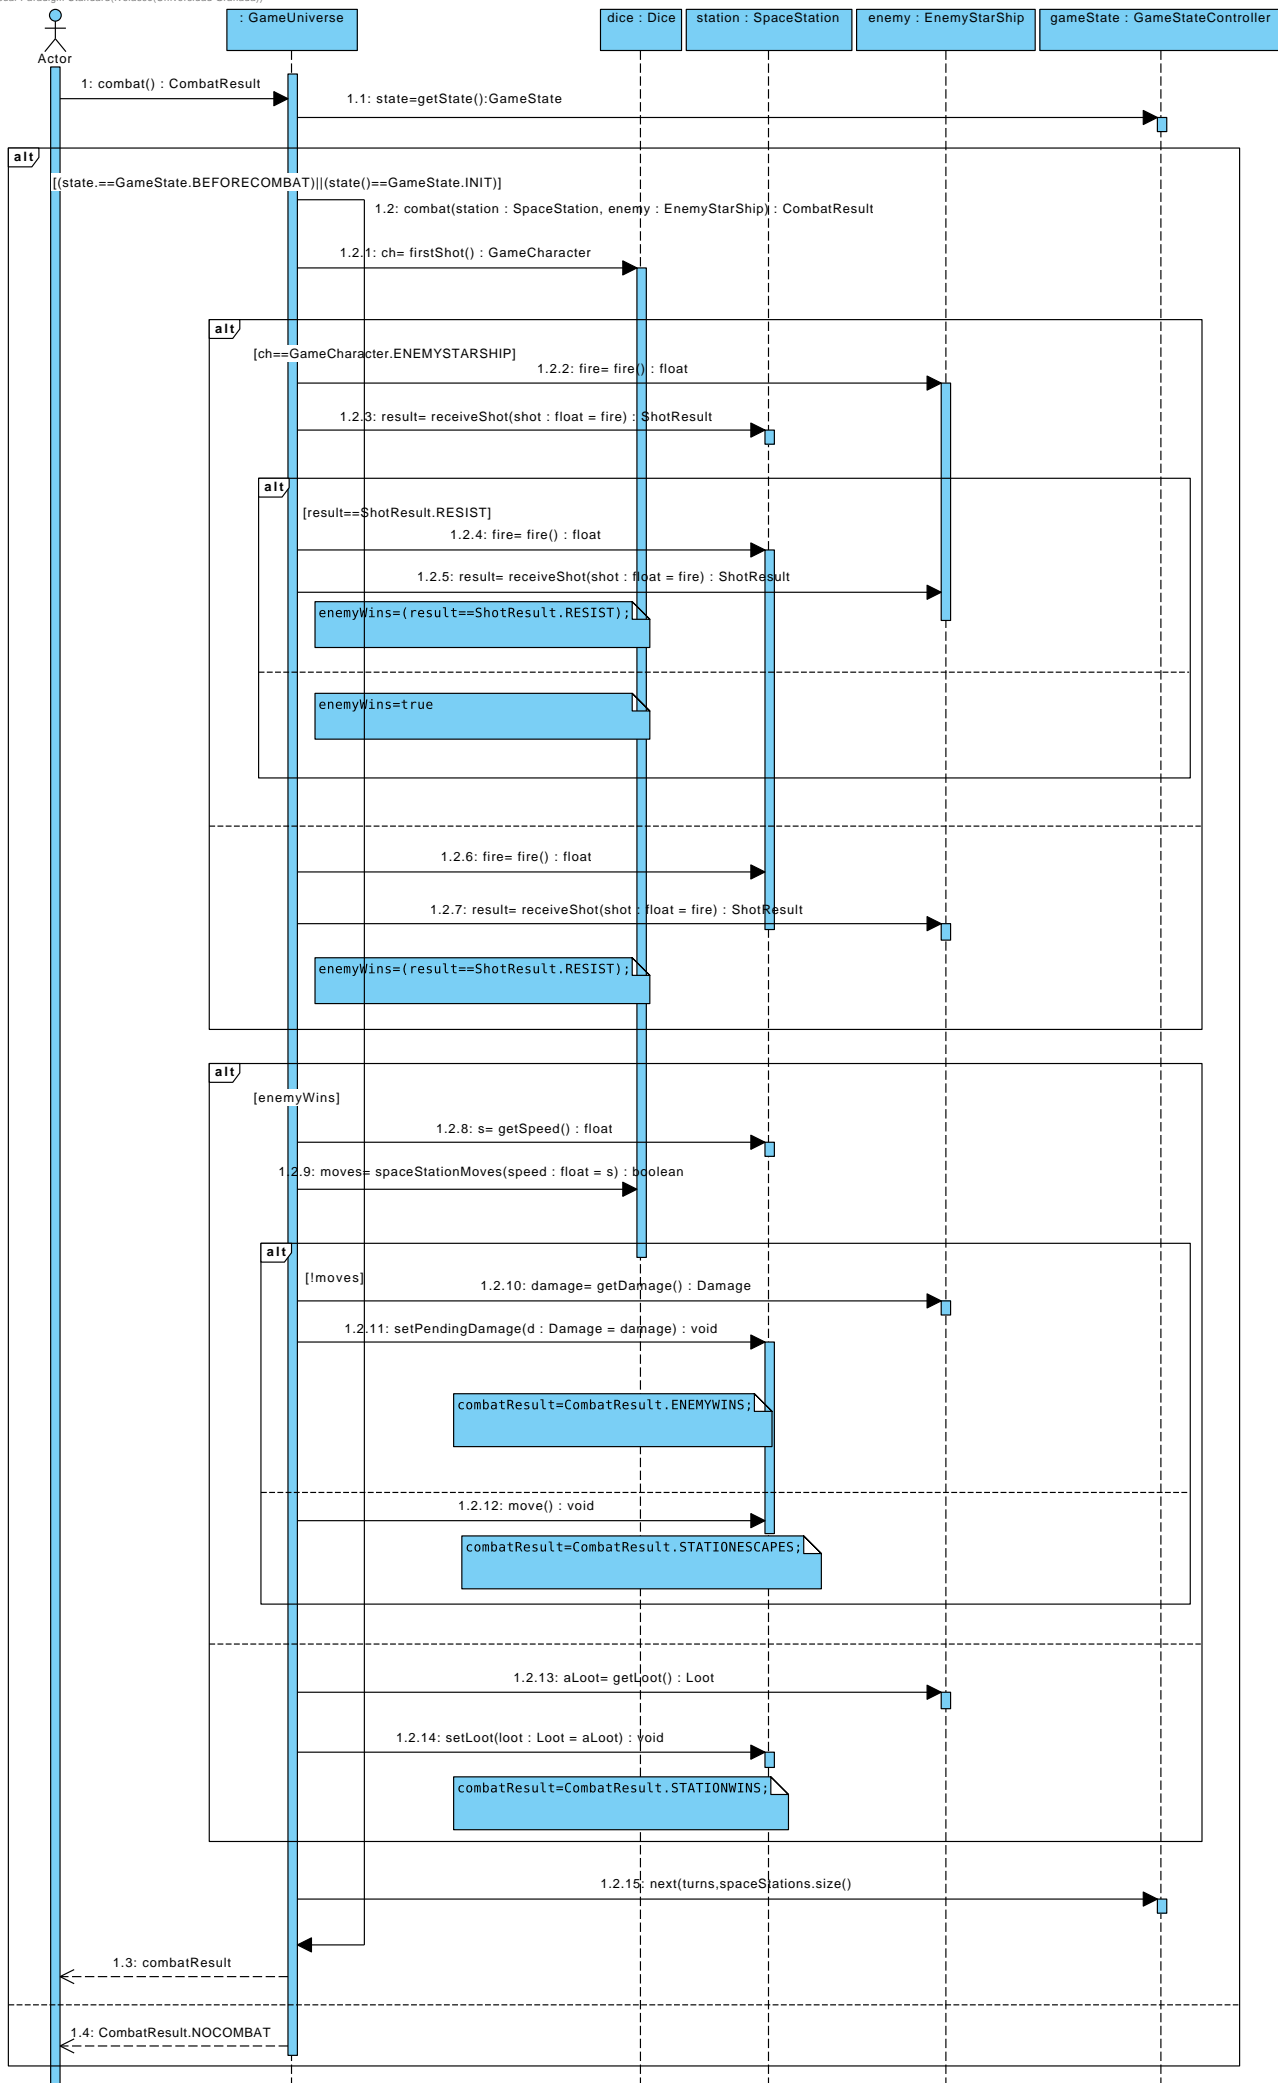 : GameUniverse
dice : Dice
station : SpaceStation
enemy : EnemyStarShip
gameState : GameStateController
Actor
1: combat() : CombatResult
1.1: state=getState():GameState
alt
[(state.==GameState.BEFORECOMBAT)||(state()==GameState.INIT)]
1.2: combat(station : SpaceStation, enemy : EnemyStarShip) : CombatResult
1.2.1: ch= firstShot() : GameCharacter
alt
[ch==GameCharacter.ENEMYSTARSHIP]
1.2.2: fire= fire() : float
1.2.3: result= receiveShot(shot : float = fire) : ShotResult
alt
[result==ShotResult.RESIST]
1.2.4: fire= fire() : float
1.2.5: result= receiveShot(shot : float = fire) : ShotResult
enemyWins=(result==ShotResult.RESIST);
enemyWins=true
1.2.6: fire= fire() : float
1.2.7: result= receiveShot(shot : float = fire) : ShotResult
enemyWins=(result==ShotResult.RESIST);
alt
[enemyWins]
1.2.8: s= getSpeed() : float
1.2.9: moves= spaceStationMoves(speed : float = s) : boolean
alt
[!moves]
1.2.10: damage= getDamage() : Damage
1.2.11: setPendingDamage(d : Damage = damage) : void
combatResult=CombatResult.ENEMYWINS;
1.2.12: move() : void
combatResult=CombatResult.STATIONESCAPES;
1.2.13: aLoot= getLoot() : Loot
1.2.14: setLoot(loot : Loot = aLoot) : void
combatResult=CombatResult.STATIONWINS;
1.2.15: next(turns,spaceStations.size()
1.3: combatResult
1.4: CombatResult.NOCOMBAT